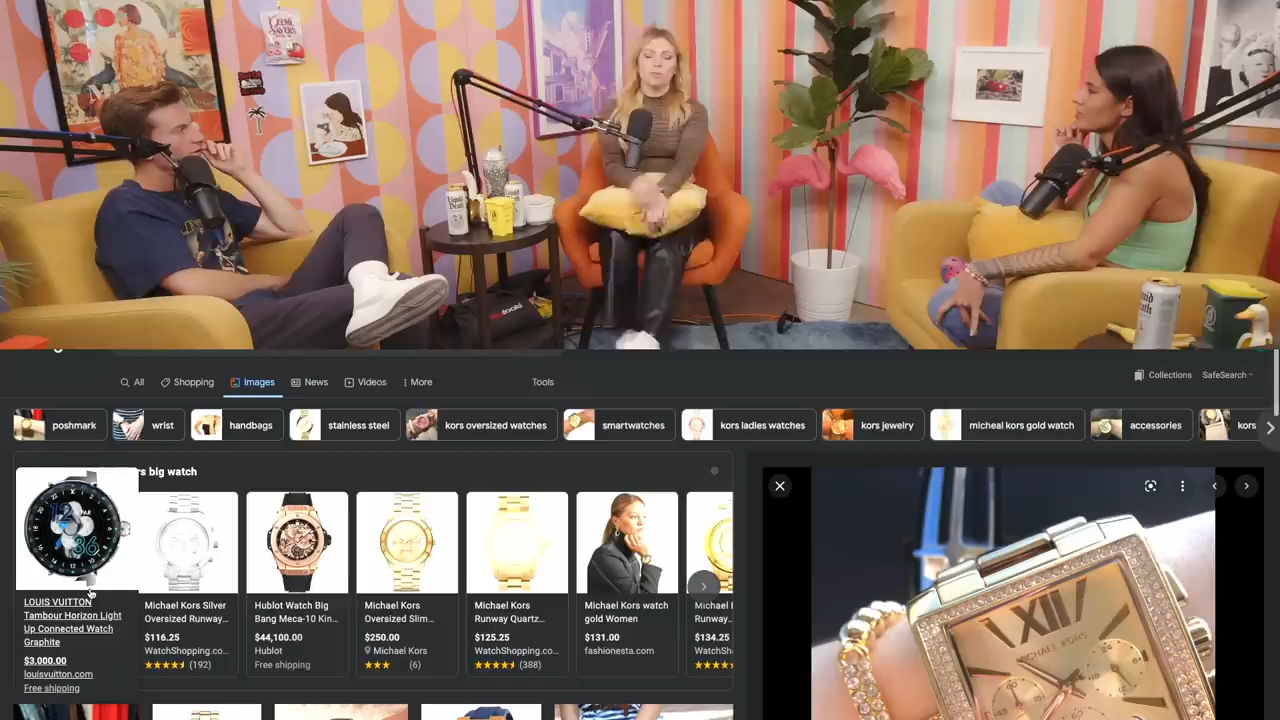 Liquid
Death
All
Shopping
Images
News
Videos
More
Tools
Collections
SafeSearch
poshmark
wrist
handbags
stainless steel
kors oversized watches
smartwatches
kors ladies watches
kors jewelry
micheal kors gold watch
accessories
kors
rs big watch
LOUIS VUITTON
Tambour Horizon Light
Up Connected Watch
Graphite
$3,000.00
louisvuitton.com
Free shipping
Michael Kors Silver
Oversized Runway...
$116.25
WatchShopping.co...
(192)
Hublot Watch Big
Bang Meca-10 Kin...
$44,100.00
Hublot
Free shipping
Michael Kors
Oversized Slim...
$250.00
Michael Kors
(6)
Michael Kors
Runway Quartz...
$125.25
WatchShopping.co...
(388)
Michael Kors watch
gold Women
$131.00
fashionesta.com
Michael
Runway..
$134.25
WatchSh
XII
MICHAEL KORS